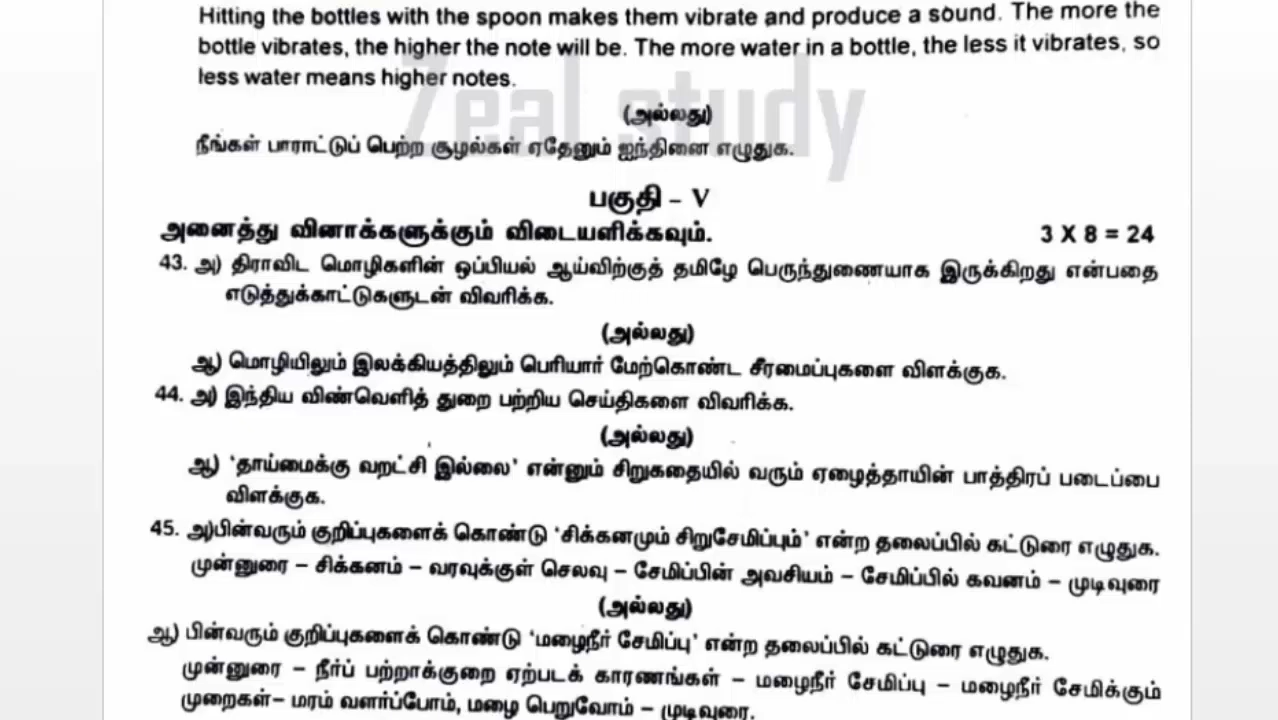 Hitting the bottles with the spoon makes them vibrate and produce a sound. The more the
bottle vibrates, the higher the note will be. The more water in a bottle, the less it vibrates, so
less water means higher notes.
Zeal study
(அல்லது)
நீங்கள் பாராட்டுப் பெற்ற சூழல்கள் ஏதேனும் ஐந்தினை எழுதுக.
பகுதி – V
அனைத்து வினாக்களுக்கும் விடையளிக்கவும். 3 X 8 = 24
43. அ) திராவிட மொழிகளின் ஒப்பியல் ஆய்விற்குத் தமிழே பெருந்துணையாக இருக்கிறது என்பதை
எடுத்துக்காட்டுகளுடன் விவரிக்க.
(அல்லது)
ஆ) மொழியிலும் இலக்கியத்திலும் பெரியார் மேற்கொண்ட சீரமைப்புகளை விளக்குக.
44. அ) இந்திய விண்வெளித் துறை பற்றிய செய்திகளை விவரிக்க.
(அல்லது)
ஆ) ‘தாய்மைக்கு வறட்சி இல்லை’ என்னும் சிறுகதையில் வரும் ஏழைத்தாயின் பாத்திரப் படைப்பை
விளக்குக.
45. அ)பின்வரும் குறிப்புகளைக் கொண்டு ‘சிக்கனமும் சிறுசேமிப்பும்’ என்ற தலைப்பில் கட்டுரை எழுதுக.
முன்னுரை – சிக்கனம் – வரவுக்குள் செலவு – சேமிப்பின் அவசியம் – சேமிப்பில் கவனம் – முடிவுரை
(அல்லது)
ஆ) பின்வரும் குறிப்புகளைக் கொண்டு ‘மழைநீர் சேமிப்பு’ என்ற தலைப்பில் கட்டுரை எழுதுக.
முன்னுரை – நீர்ப் பற்றாக்குறை ஏற்படக் காரணங்கள் – மழைநீர் சேமிப்பு – மழைநீர் சேமிக்கும்
முறைகள்– மரம் வளர்ப்போம், மழை பெறுவோம் – முடிவுரை.